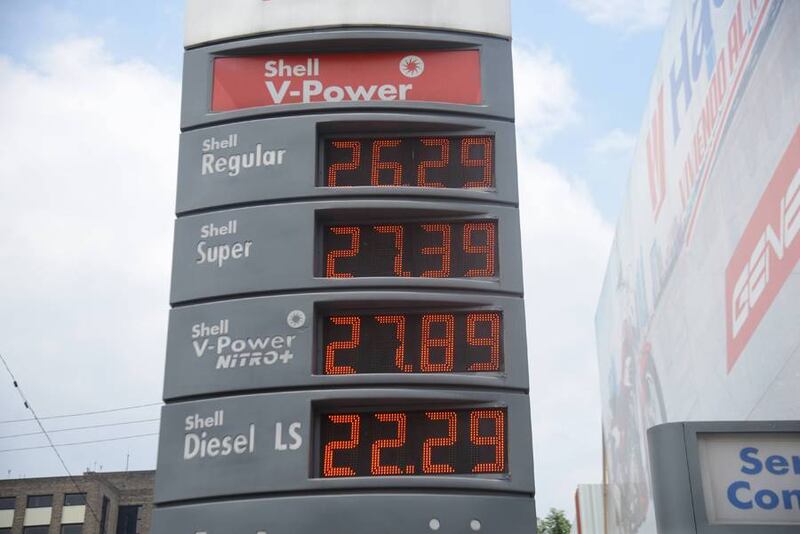 Shell
V-Power
Shell
Regular
26.29
Shell
Super
27.39
Shell
V-Power
NiTRO+
27.89
Shell
Diesel LS
22.29
GENE
Ser
Con